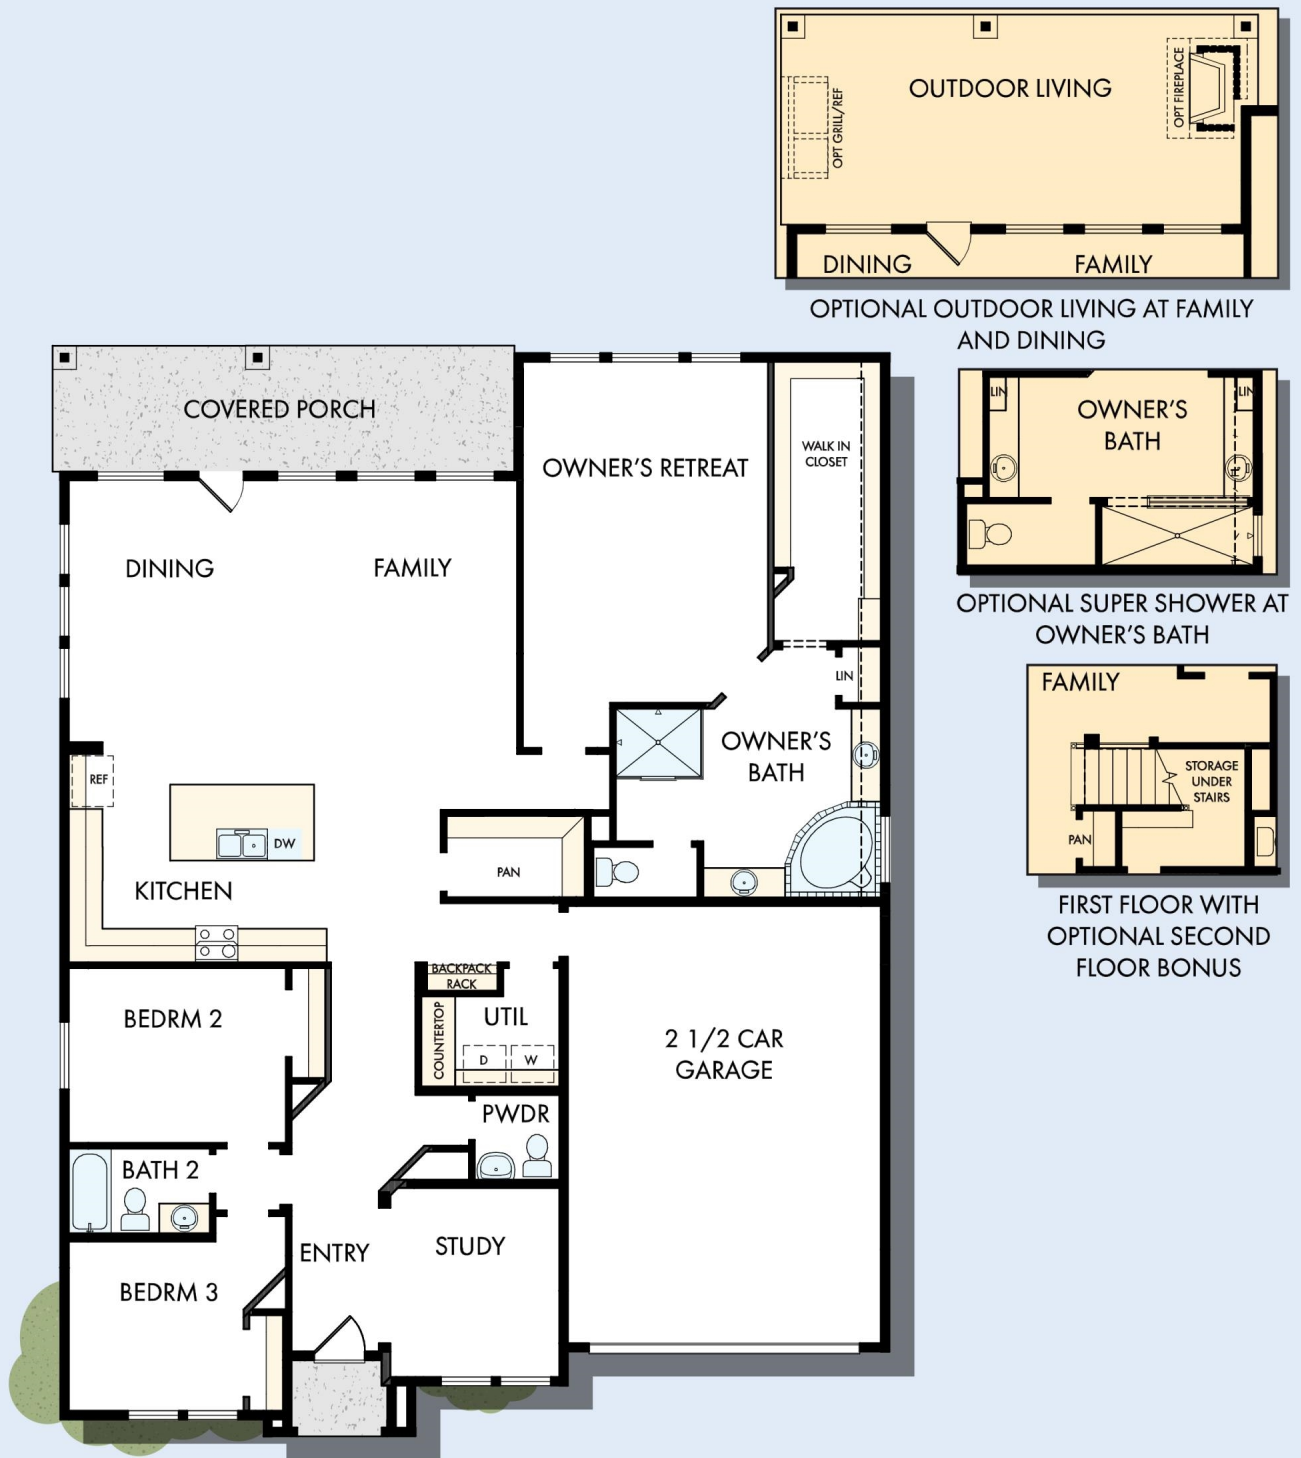 OUTDOOR LIVING
OPT GRILL/REF
OPT FIREPLACE
DINING
FAMILY
OPTIONAL OUTDOOR LIVING AT FAMILY
AND DINING
COVERED PORCH
OWNER'S RETREAT
WALK IN
CLOSET
LIN
LIN
OWNER'S
BATH
OPTIONAL SUPER SHOWER AT
OWNER'S BATH
DINING
FAMILY
LIN
OWNER'S
BATH
FAMILY
STORAGE
UNDER
STAIRS
PAN
FIRST FLOOR WITH
OPTIONAL SECOND
FLOOR BONUS
REF
DW
KITCHEN
PAN
BACKPACK
RACK
COUNTERTOP
UTIL
D
W
BEDRM 2
2 1/2 CAR
GARAGE
PWDR
BATH 2
ENTRY
STUDY
BEDRM 3